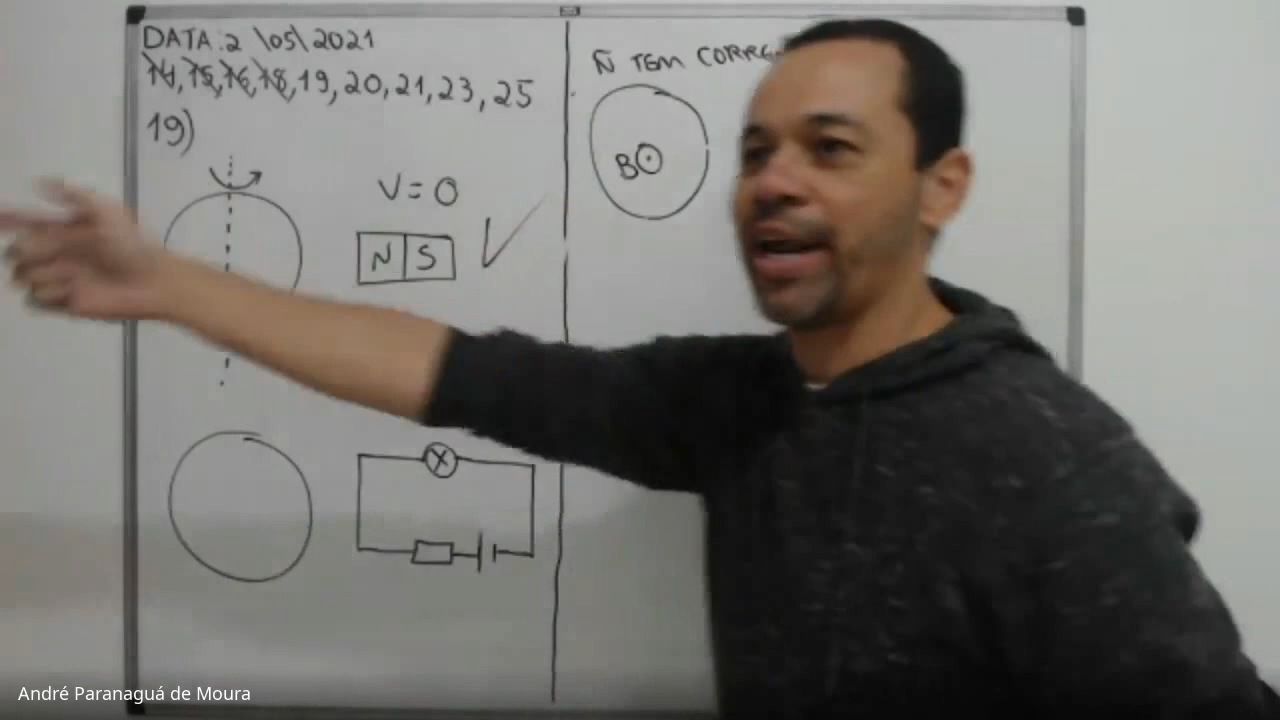 DATA: 2 \05\ 2021
14, 15, 16, 18, 19, 20, 21, 23, 25
19)
V = 0
N S
Ñ TEM
B
André Paranaguá de Moura